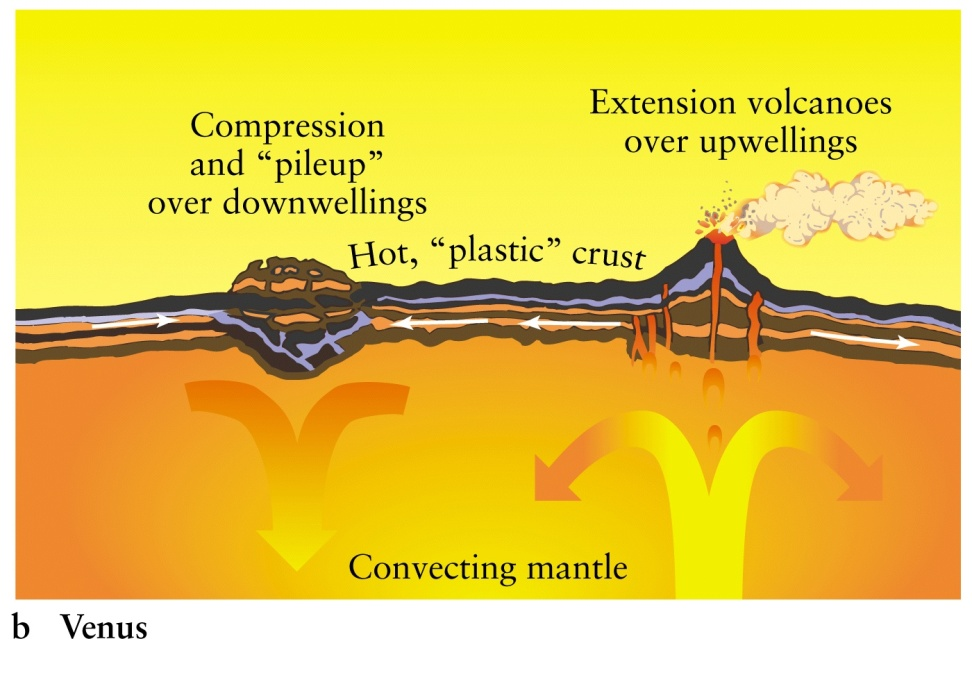 Extension volcanoes
over upwellings
Compression
and “pileup”
over downwellings
Hot, “plastic” crust
Convecting mantle
b Venus